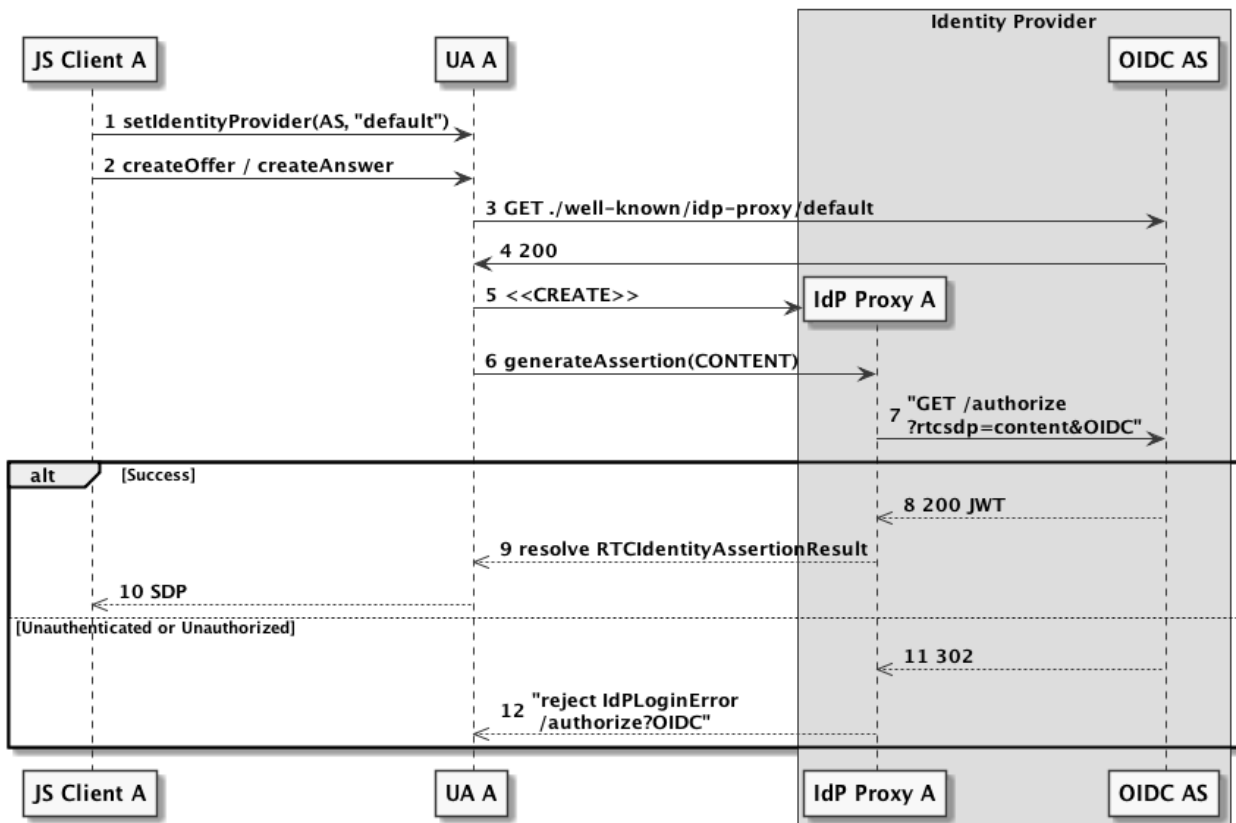 Identity Provider
JS Client A
UA A
OIDC AS
1 setIdentityProvider(AS, "default")
2 createOffer / createAnswer
3 GET ./well-known/idp-proxy/default
4 200
5 <<CREATE>>
IdP Proxy A
6 generateAssertion(CONTENT)
7 "GET /authorize
?rtcsdp=content&OIDC"
alt
[Success]
8 200 JWT
9 resolve RTCIdentityAssertionResult
10 SDP
[Unauthenticated or Unauthorized]
11 302
12 "reject IdPLoginError
/authorize?OIDC"
JS Client A
UA A
IdP Proxy A
OIDC AS